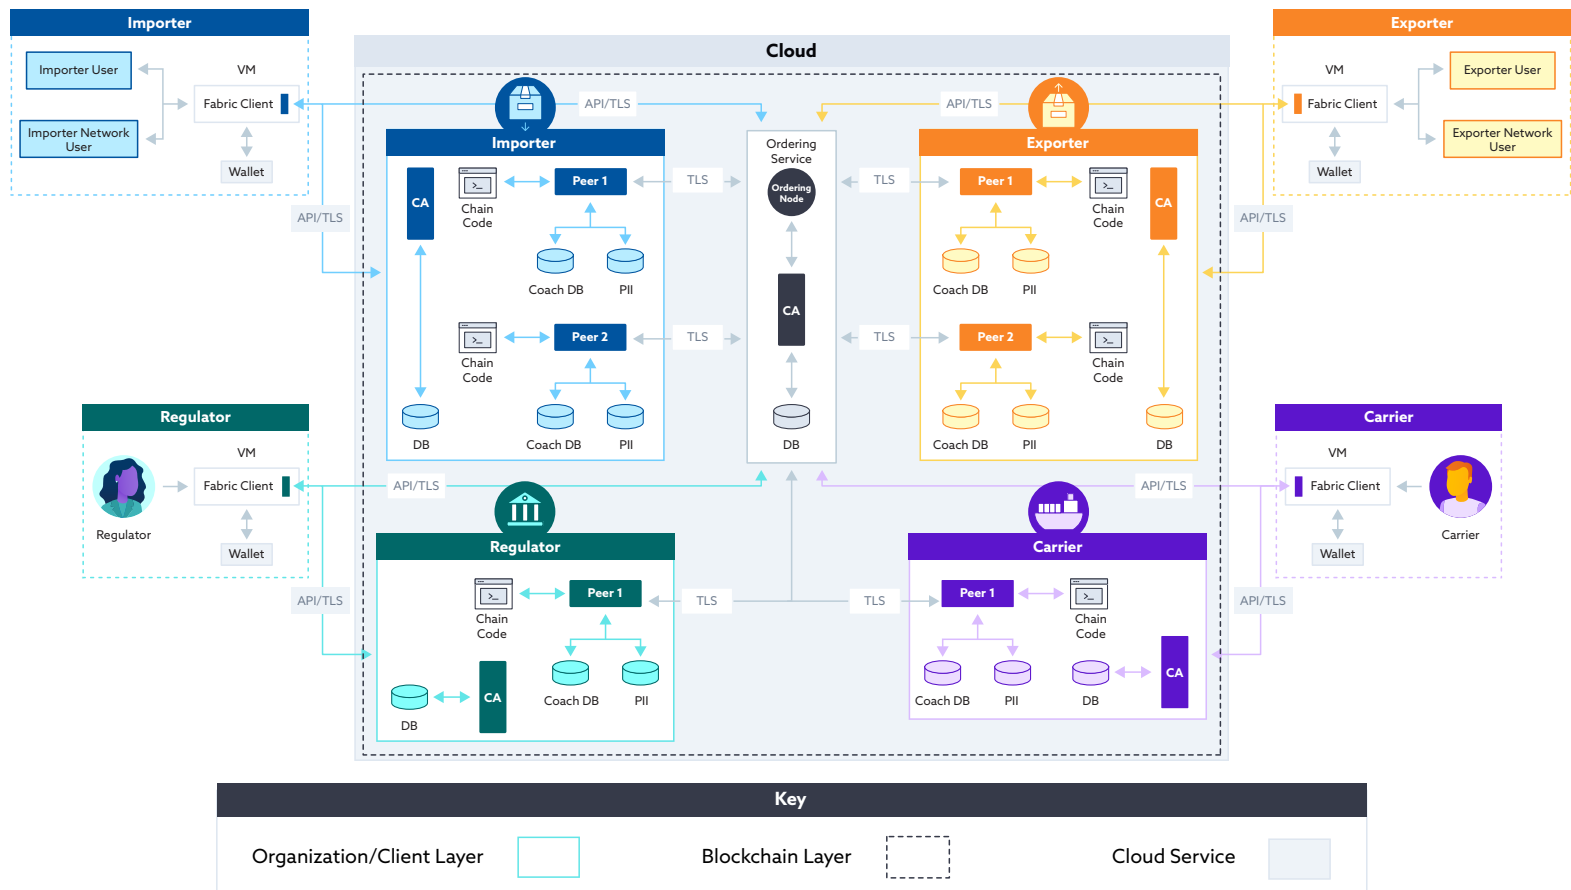 Importer
Importer User
Importer Network
User
VM
Fabric Client
Wallet
API/TLS
Exporter
VM
Fabric Client
Wallet
Exporter User
Exporter Network
User
API/TLS
Cloud
API/TLS
API/TLS
Importer
CA
Chain
Code
Peer 1
Coach DB
PII
Chain
Code
Peer 2
DB
Coach DB
PII
TLS
TLS
Ordering
Service
Ordering
Node
CA
DB
TLS
TLS
Exporter
Peer 1
Chain
Code
CA
Coach DB
PII
Peer 2
Chain
Code
Coach DB
PII
DB
Regulator
VM
Fabric Client
Regulator
Wallet
API/TLS
API/TLS
Carrier
VM
Fabric Client
Wallet
Carrier
API/TLS
API/TLS
Regulator
Chain
Code
Peer 1
TLS
DB
CA
Coach DB
PII
Carrier
TLS
Peer 1
Chain
Code
Coach DB
PII
DB
CA
Key
Organization/Client Layer
Blockchain Layer
Cloud Service